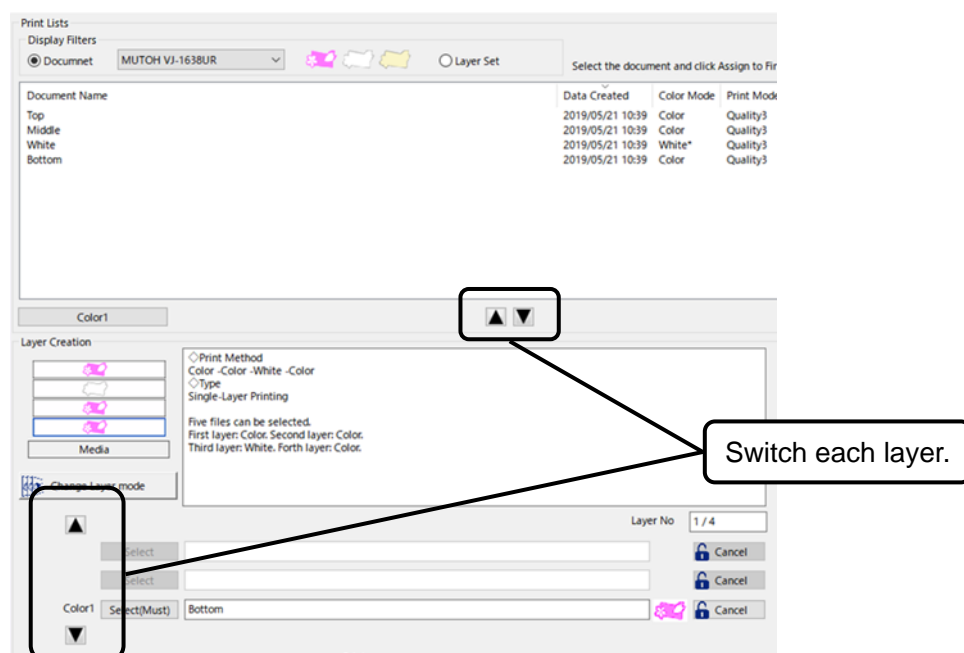 Print Lists
Display Filters
Documnet MUTOH VJ-1638UR Layer Set Select the document and click Assign to Fir
Document Name Data Created Color Mode Print Mode
Top 2019/05/21 10:39 Color Quality3
Middle 2019/05/21 10:39 Color Quality3
White 2019/05/21 10:39 White* Quality3
Bottom 2019/05/21 10:39 Color Quality3
Color1
Layer Creation
◇Print Method
Color -Color -White -Color
◇Type
Single-Layer Printing
Five files can be selected.
First layer: Color. Second layer: Color.
Third layer: White. Forth layer: Color.
Media
Switch each layer.
Change Layer mode
Layer No 1 / 4
Select Cancel
Select Cancel
Color1 Select(Must) Bottom Cancel